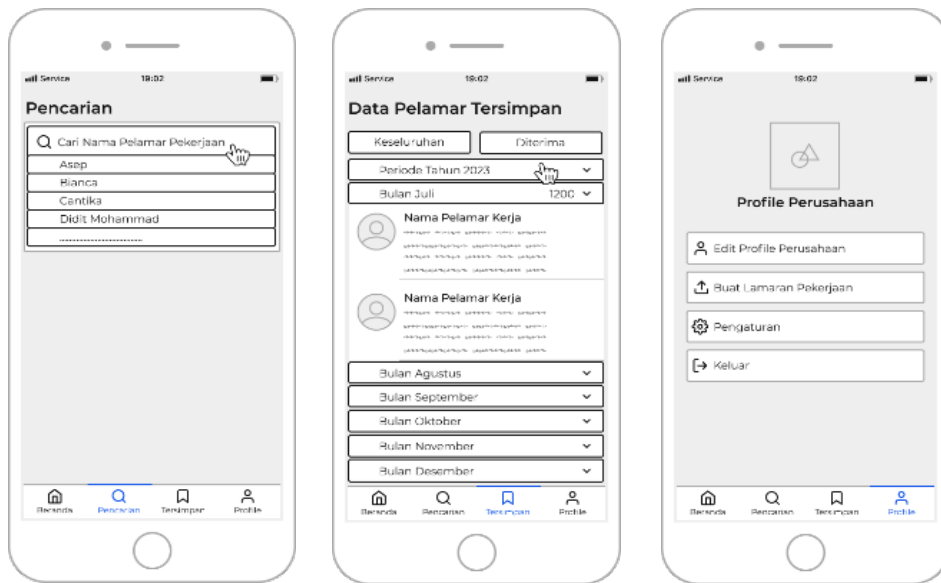 Service 19:02
Pencarian
Cari Nama Pelamar Pekerjaan
Asep
Bianca
Cantika
Didit Mohammad
Beranda Pencarian Tersimpan Profile
Service 19:02
Data Pelamar Tersimpan
Keseluruhan Diterima
Periode Tahun 2023
Bulan Juli 1200
Nama Pelamar Kerja
Nama Pelamar Kerja
Bulan Agustus
Bulan September
Bulan Oktober
Bulan November
Bulan Desember
Beranda Pencarian Tersimpan Profile
Service 19:02
Profile Perusahaan
Edit Profile Perusahaan
Buat Lamaran Pekerjaan
Pengaturan
Keluar
Beranda Pencarian Tersimpan Profile